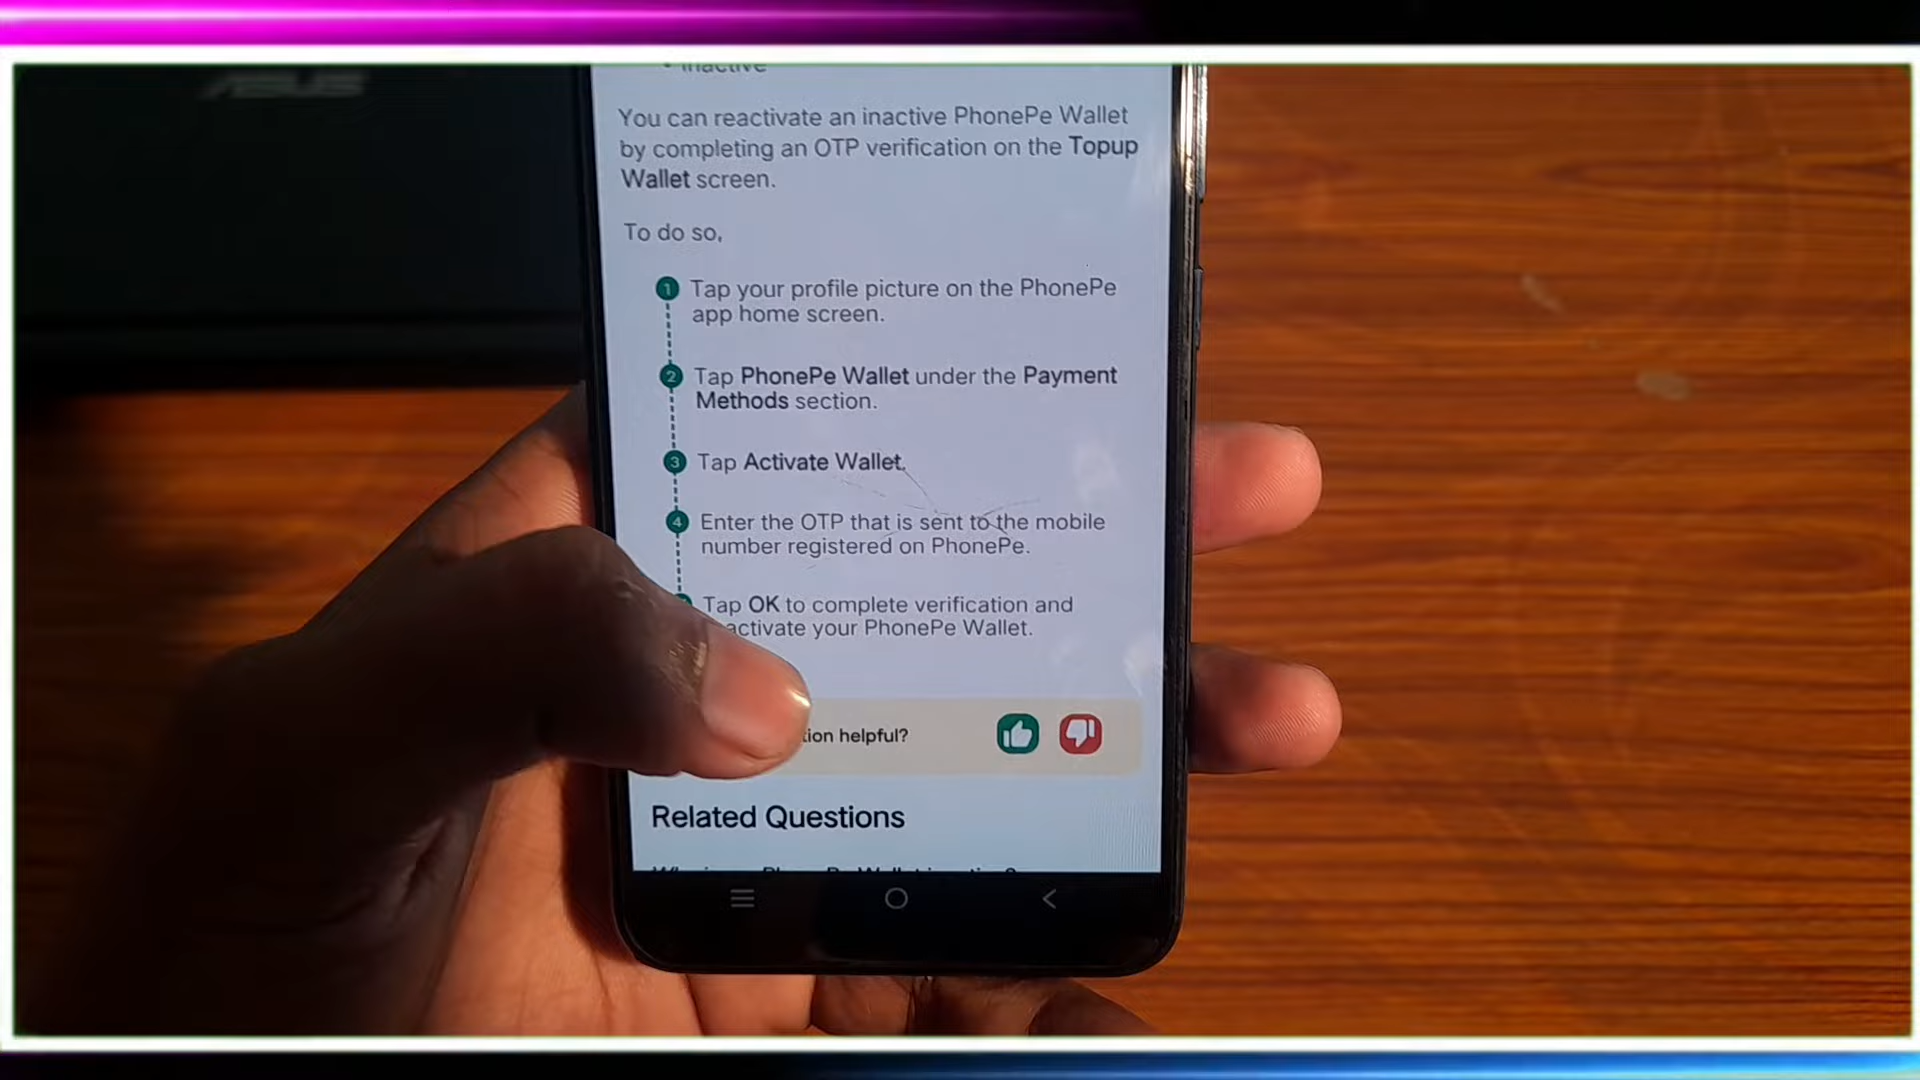 ASUS
• Inactive
You can reactivate an inactive PhonePe Wallet
by completing an OTP verification on the Topup
Wallet screen.
To do so,
1 Tap your profile picture on the PhonePe
app home screen.
2 Tap PhonePe Wallet under the Payment
Methods section.
3 Tap Activate Wallet.
4 Enter the OTP that is sent to the mobile
number registered on PhonePe.
Tap OK to complete verification and
activate your PhonePe Wallet.
tion helpful?
Related Questions